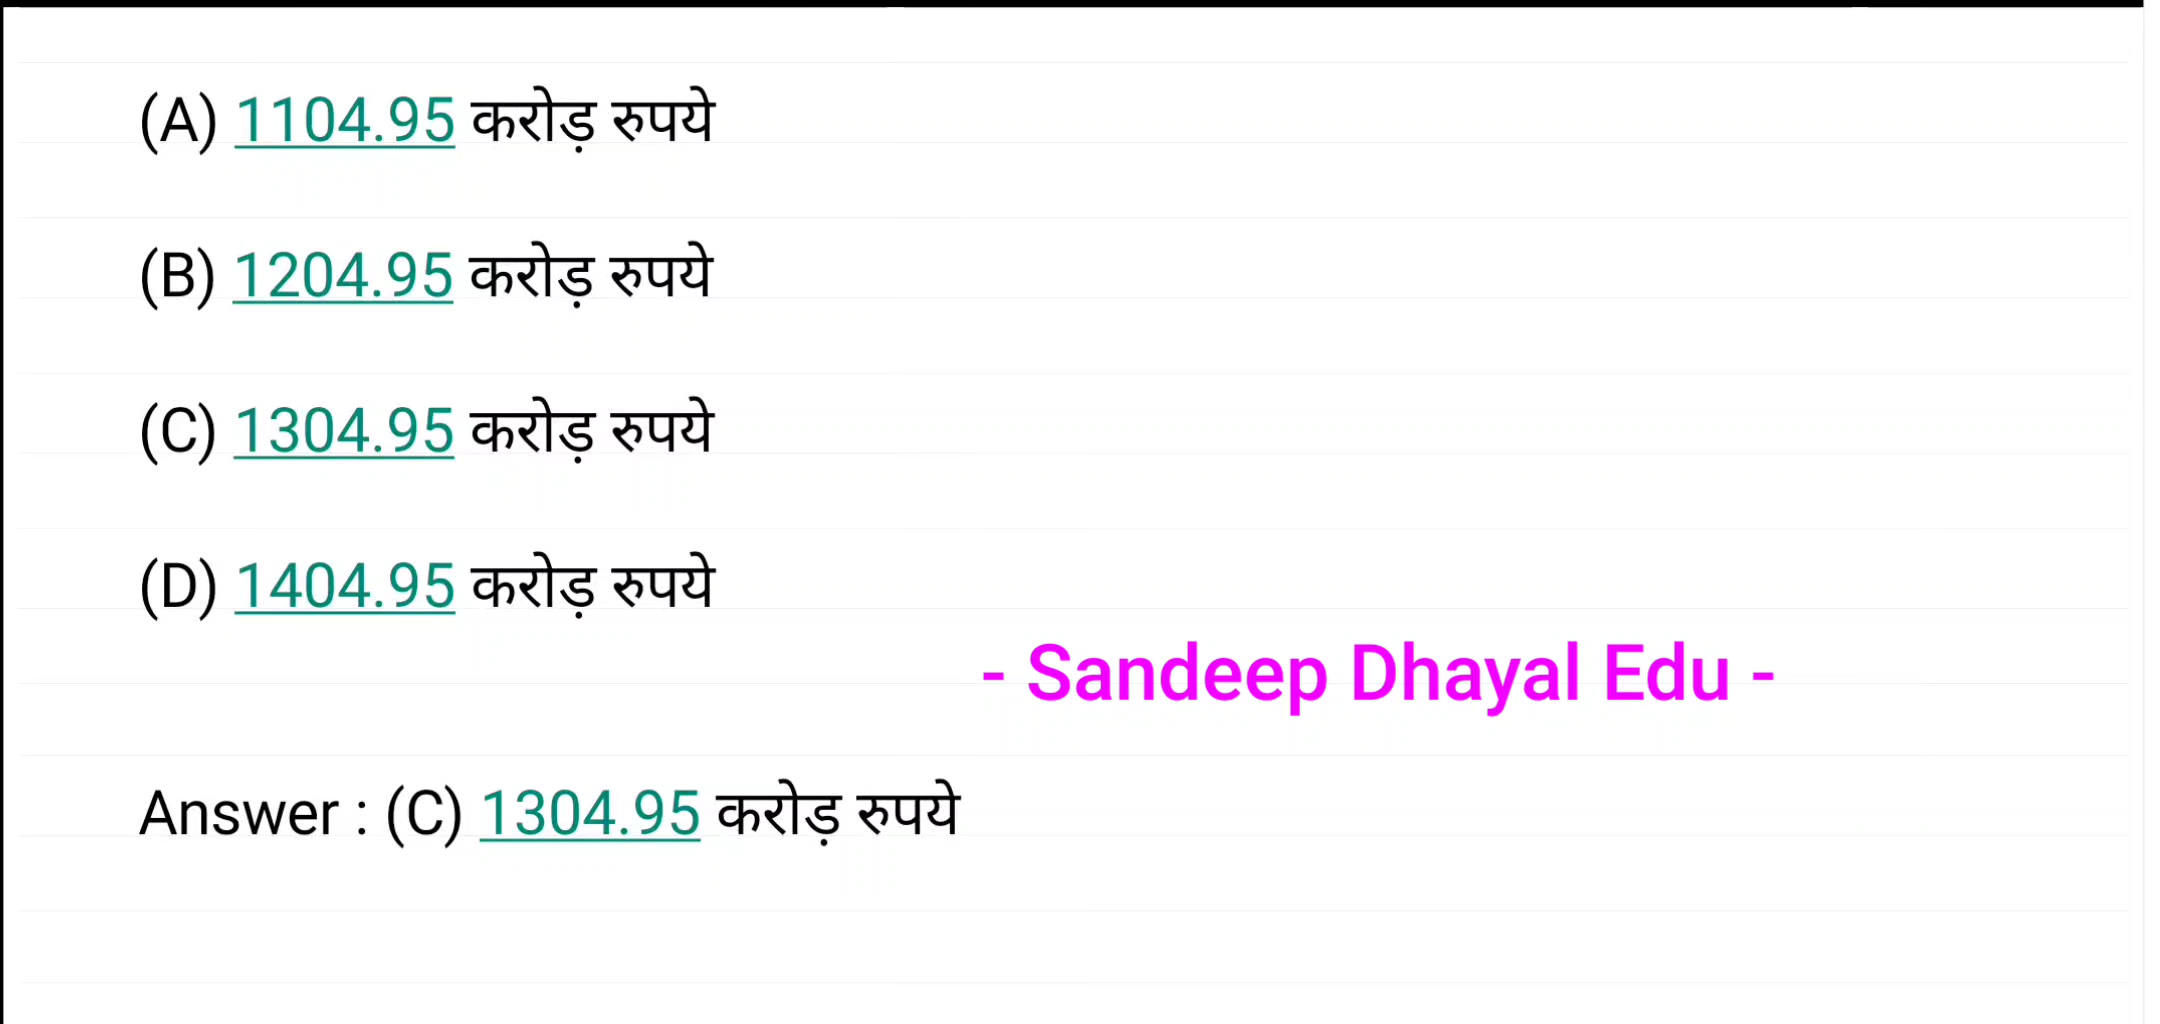 (A) 1104.95 करोड़ रुपये
(B) 1204.95 करोड़ रुपये
(C) 1304.95 करोड़ रुपये
(D) 1404.95 करोड़ रुपये
- Sandeep Dhayal Edu -
Answer : (C) 1304.95 करोड़ रुपये